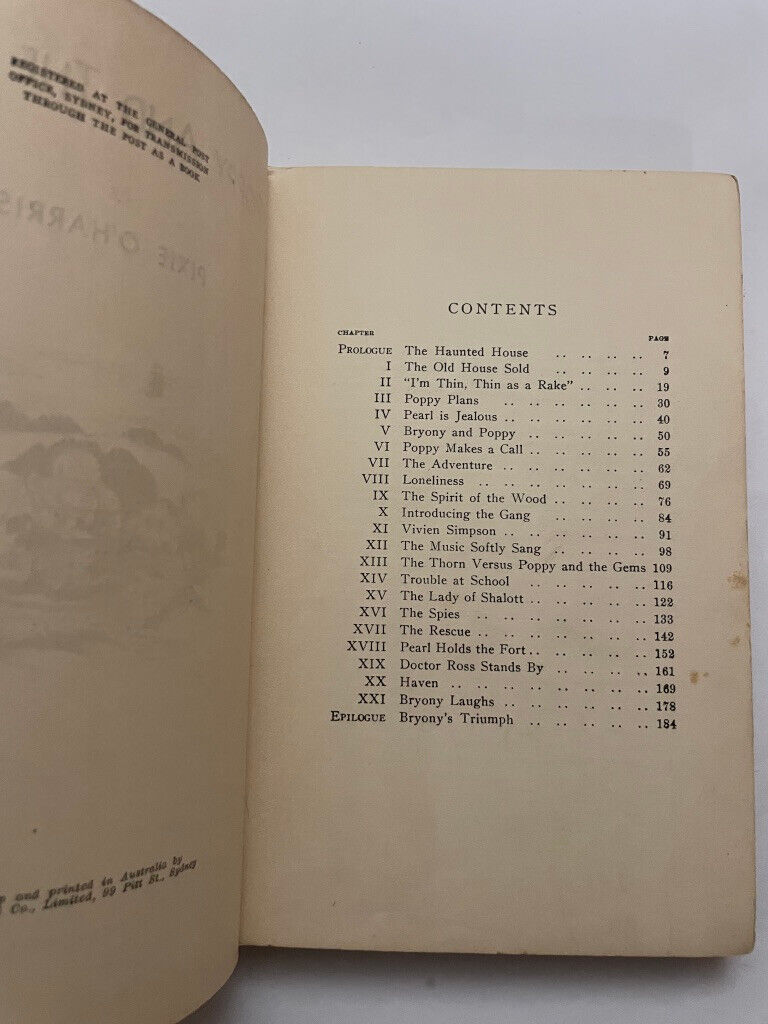 REGISTERED AT THE GENERAL POST
OFFICE, SYDNEY, FOR TRANSMISSION
THROUGH THE POST AS A BOOK
AND THE
PIXIE O'HARRIS
and printed in Australia by
Co., Limited, 99 Pitt St., Sydney
CONTENTS
CHAPTER PAGE
PROLOGUE The Haunted House .. .. .. .. 7
I The Old House Sold .. .. .. .. 9
II "I'm Thin, Thin as a Rake" .. .. .. 19
III Poppy Plans .. .. .. .. .. .. 30
IV Pearl is Jealous .. .. .. .. .. .. 40
V Bryony and Poppy .. .. .. .. .. 50
VI Poppy Makes a Call .. .. .. .. .. 55
VII The Adventure .. .. .. .. .. .. 62
VIII Loneliness .. .. .. .. .. .. .. 69
IX The Spirit of the Wood .. .. .. .. 76
X Introducing the Gang .. .. .. .. 84
XI Vivien Simpson .. .. .. .. .. .. 91
XII The Music Softly Sang .. .. .. .. 98
XIII The Thorn Versus Poppy and the Gems 109
XIV Trouble at School .. .. .. .. .. 116
XV The Lady of Shalott .. .. .. .. .. 122
XVI The Spies .. .. .. .. .. .. .. 133
XVII The Rescue .. .. .. .. .. .. .. 142
XVIII Pearl Holds the Fort .. .. .. .. .. 152
XIX Doctor Ross Stands By .. .. .. .. 161
XX Haven .. .. .. .. .. .. .. .. 169
XXI Bryony Laughs .. .. .. .. .. .. 178
EPILOGUE Bryony's Triumph .. .. .. .. .. 184